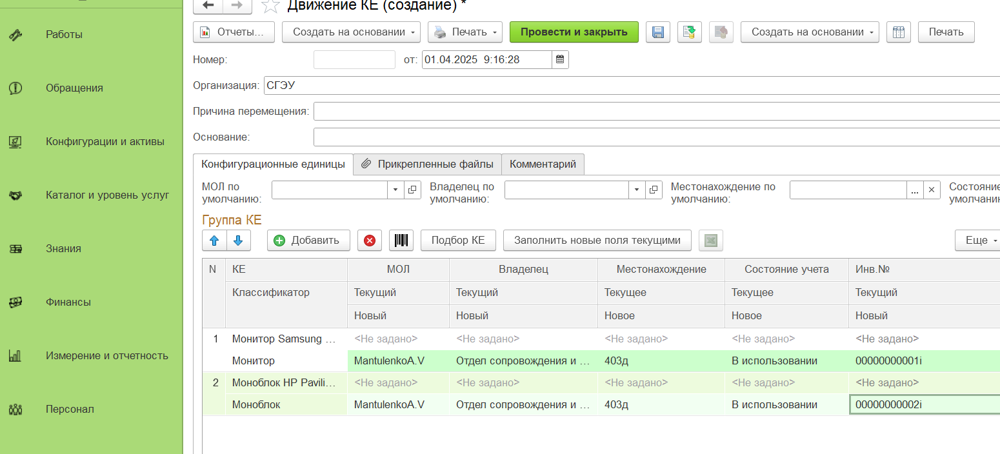 Движение КЕ (создание) *
Работы
Отчеты... Создать на основании Печать Провести и закрыть Создать на основании Печать
Номер: от: 01.04.2025 9:16:28
Обращения
Организация: СГЭУ
Причина перемещения:
Конфигурации и активы
Основание:
Конфигурационные единицы Прикрепленные файлы Комментарий
МОЛ по умолчанию: Владелец по умолчанию: Местонахождение по умолчанию: ... × Состояние
Каталог и уровень услуг
Группа КЕ
Добавить Подбор КЕ Заполнить новые поля текущими Еще
Знания
N КЕ МОЛ Владелец Местонахождение Состояние учета Инв.№
Классификатор Текущий Текущий Текущее Текущее Текущий
Финансы
Новый Новый Новое Новое Новый
1 Монитор Samsung ... <Не задано> <Не задано> <Не задано> <Не задано> <Не задано>
Измерение и отчетность
Монитор MantulenkoA.V Отдел сопровождения и ... 403д В использовании 00000000001i
2 Моноблок HP Pavili... <Не задано> <Не задано> <Не задано> <Не задано> <Не задано>
Персонал
Моноблок MantulenkoA.V Отдел сопровождения и ... 403д В использовании 00000000002i